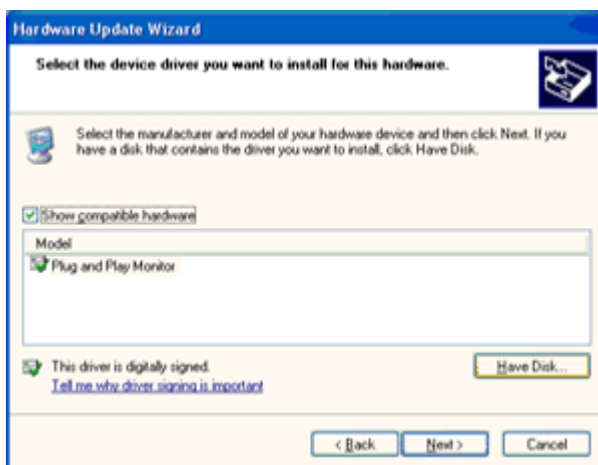 Hardware Update Wizard
Select the device driver you want to install for this hardware.
Select the manufacturer and model of your hardware device and then click Next. If you
have a disk that contains the driver you want to install, click Have Disk.
Show compatible hardware
Model
Plug and Play Monitor
This driver is digitally signed.
Have Disk...
Tell me why driver signing is important
< Back
Next >
Cancel